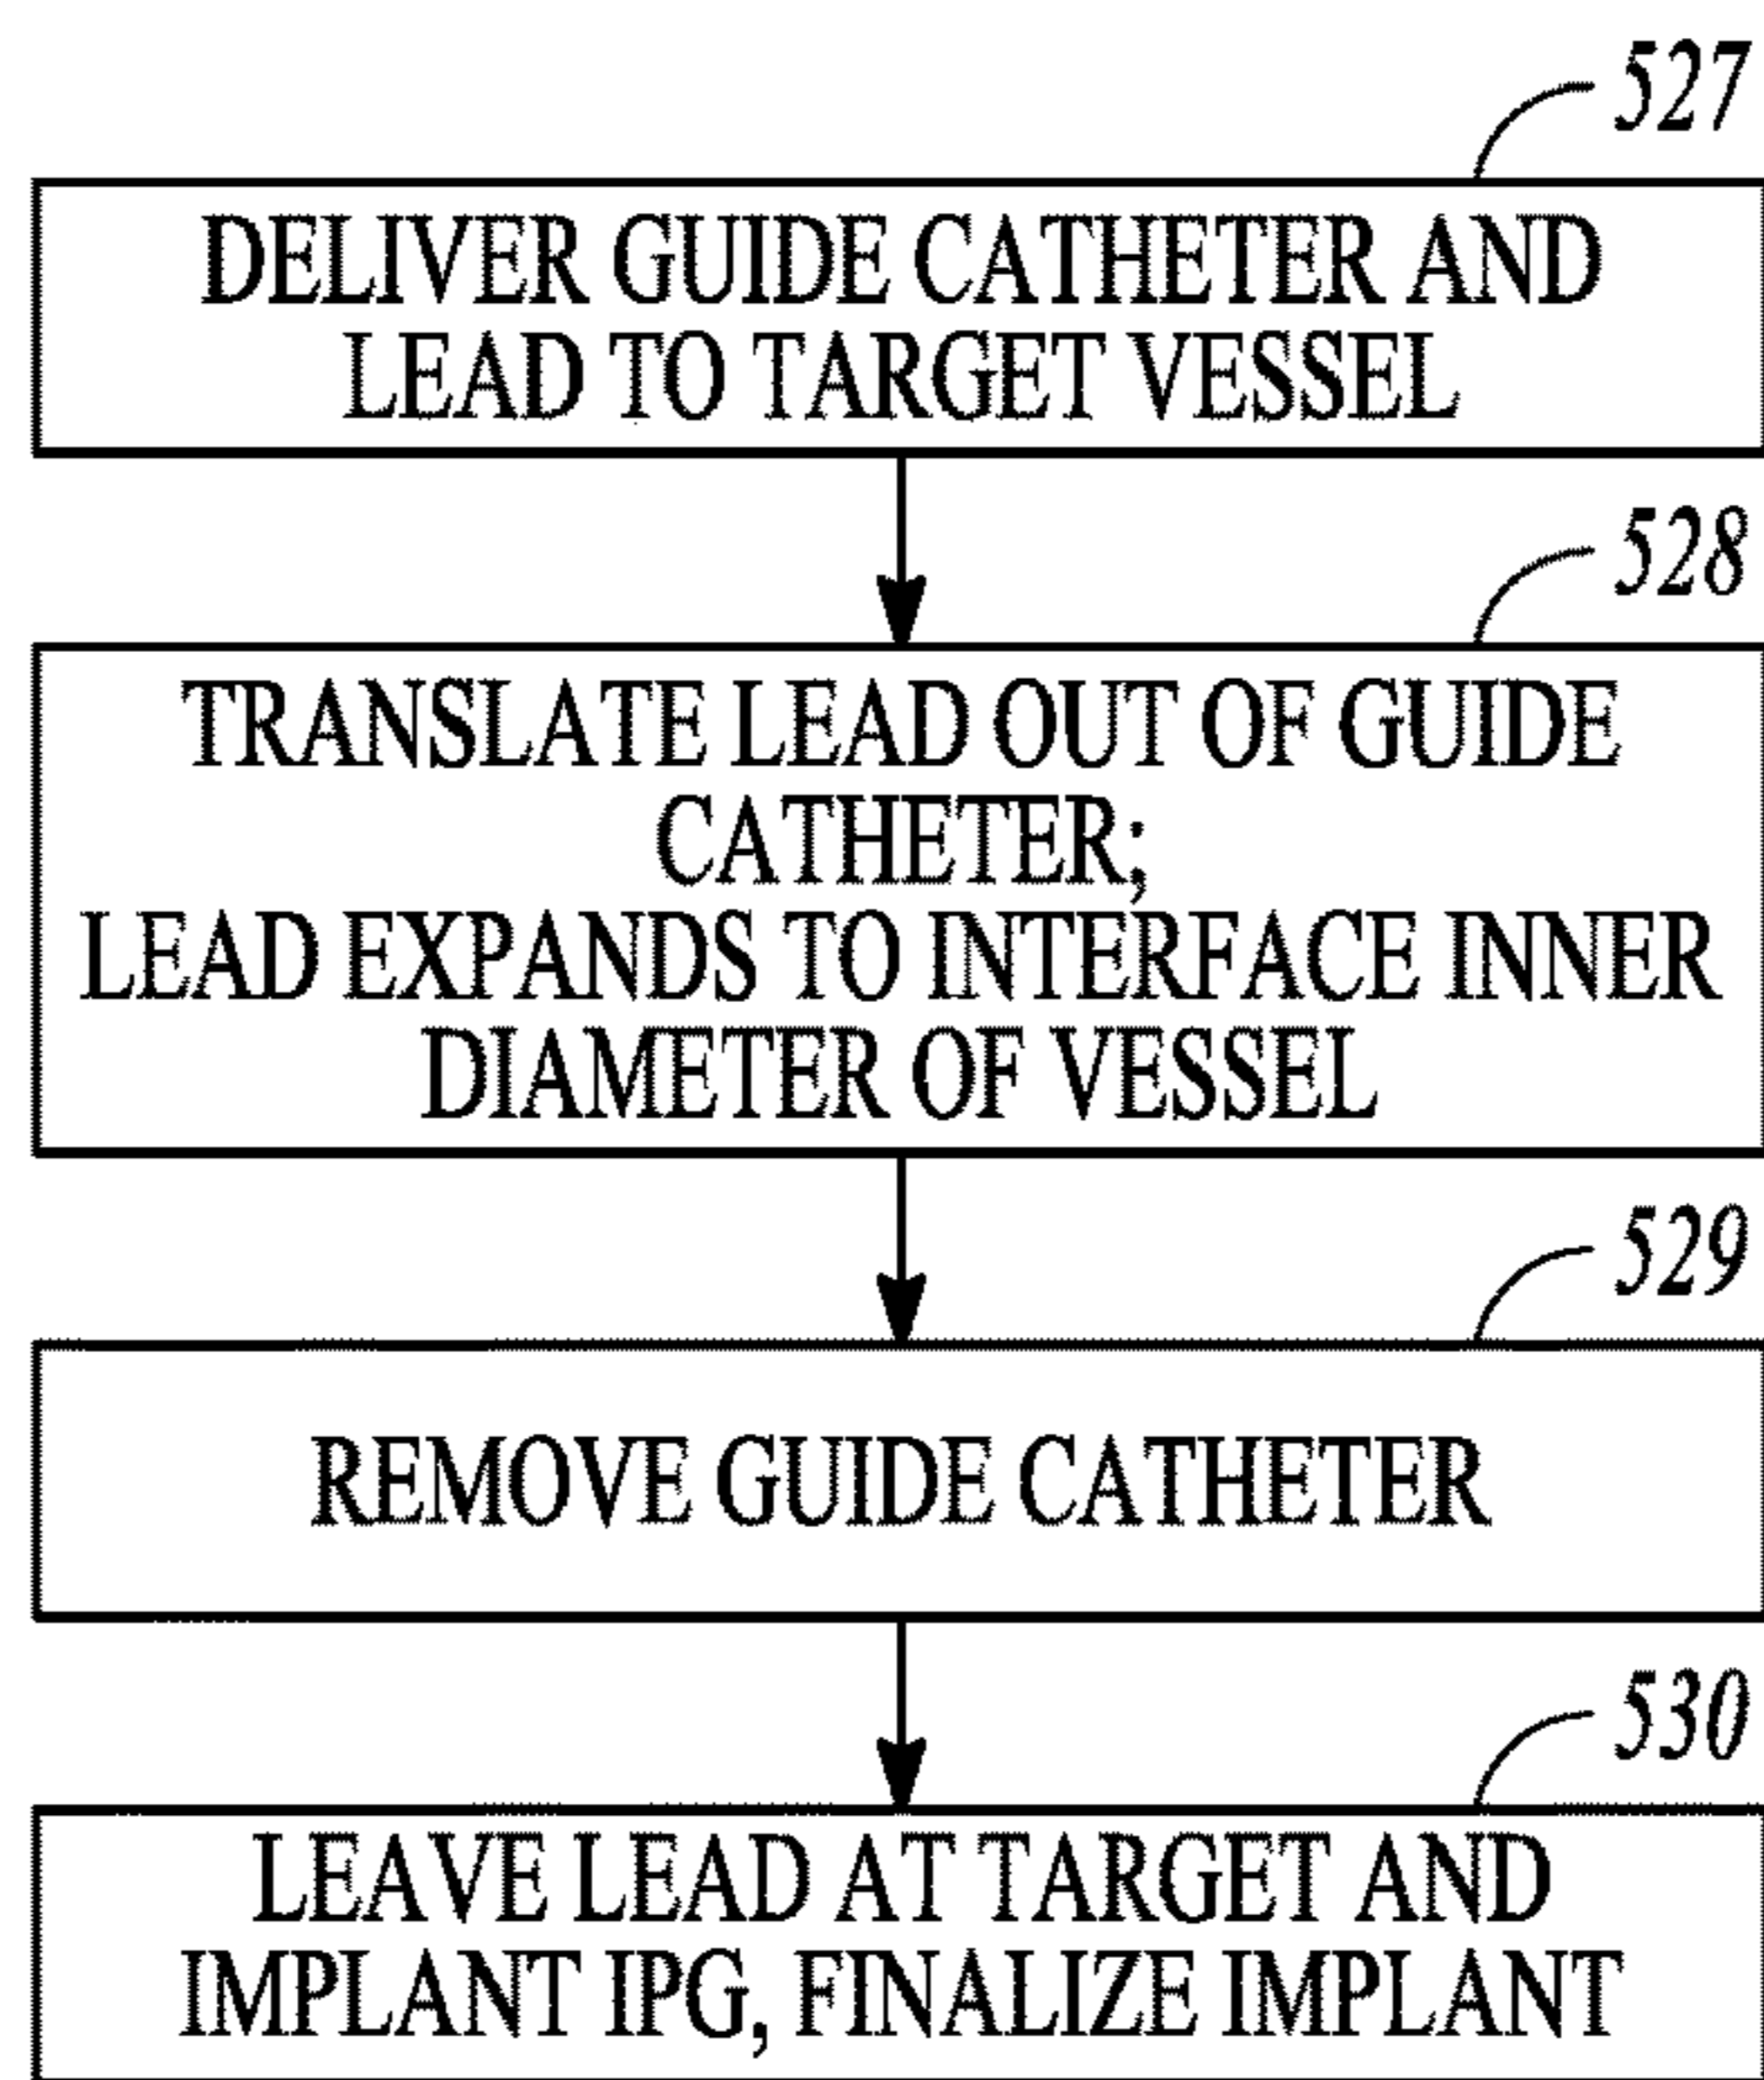 527
DELIVER GUIDE CATHETER AND
LEAD TO TARGET VESSEL
528
TRANSLATE LEAD OUT OF GUIDE
CATHETER;
LEAD EXPANDS TO INTERFACE INNER
DIAMETER OF VESSEL
529
REMOVE GUIDE CATHETER
530
LEAVE LEAD AT TARGET AND
IMPLANT IPG, FINALIZE IMPLANT